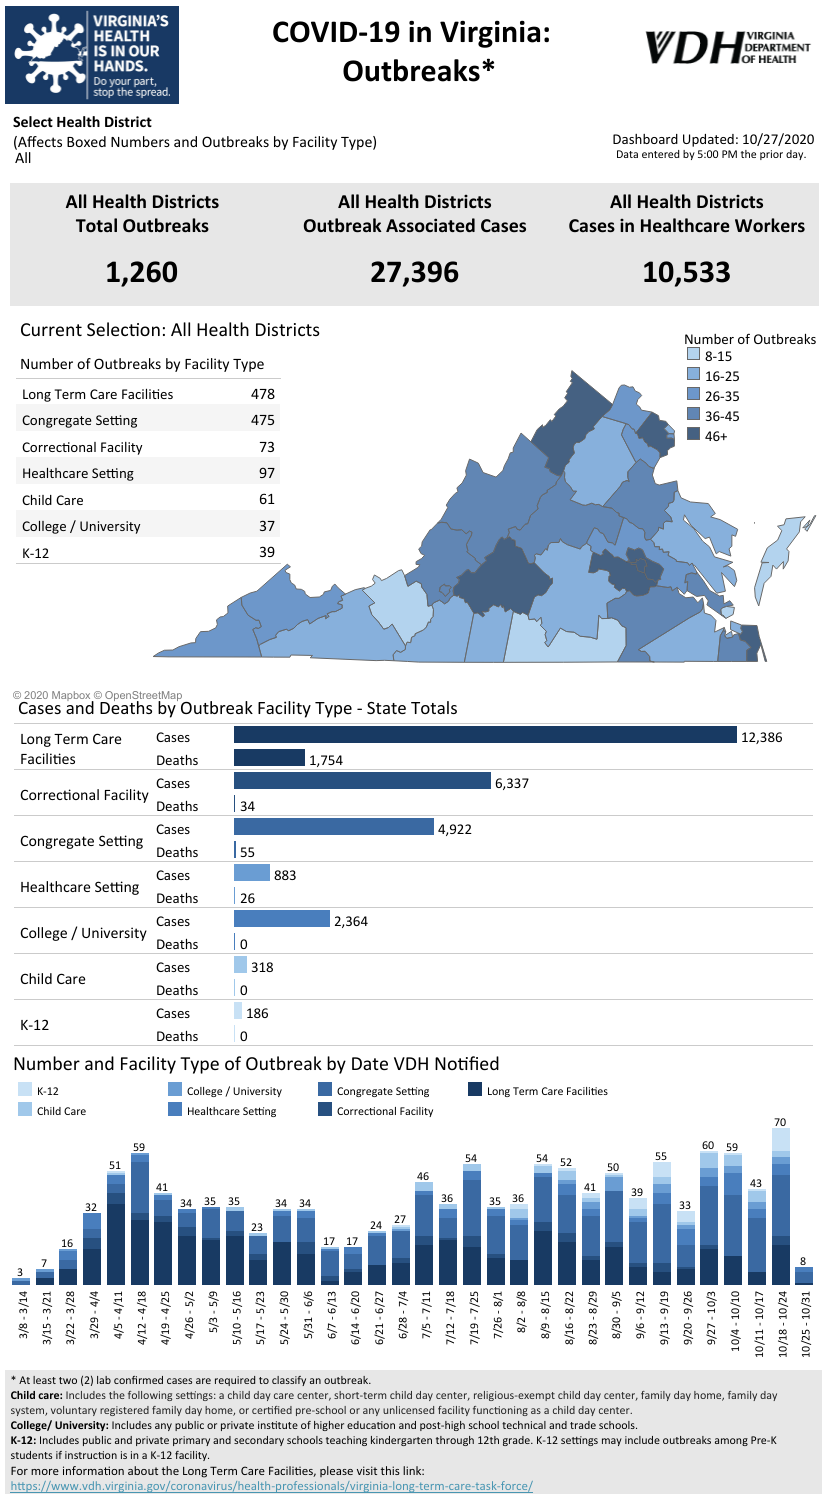 VIRGINIA'S
HEALTH
IS IN OUR
HANDS.
Do your part,
stop the spread.
COVID-19 in Virginia:
Outbreaks*
VDH VIRGINIA
DEPARTMENT
OF HEALTH
Select Health District
(Affects Boxed Numbers and Outbreaks by Facility Type)
All
Dashboard Updated: 10/27/2020
Data entered by 5:00 PM the prior day.
All Health Districts
Total Outbreaks
1,260
All Health Districts
Outbreak Associated Cases
27,396
All Health Districts
Cases in Healthcare Workers
10,533
Current Selection: All Health Districts
Number of Outbreaks by Facility Type
Long Term Care Facilities 478
Congregate Setting 475
Correctional Facility 73
Healthcare Setting 97
Child Care 61
College / University 37
K-12 39
Number of Outbreaks
8-15
16-25
26-35
36-45
46+
© 2020 Mapbox © OpenStreetMap
Cases and Deaths by Outbreak Facility Type - State Totals
Long Term Care
Facilities
Cases 12,386
Deaths 1,754
Correctional Facility
Cases 6,337
Deaths 34
Congregate Setting
Cases 4,922
Deaths 55
Healthcare Setting
Cases 883
Deaths 26
College / University
Cases 2,364
Deaths 0
Child Care
Cases 318
Deaths 0
K-12
Cases 186
Deaths 0
Number and Facility Type of Outbreak by Date VDH Notified
K-12 College / University Congregate Setting Long Term Care Facilities
Child Care Healthcare Setting Correctional Facility
3 7 16 32 51 59 41 34 35 35 23 34 34 17 17 24 27 46 36 54 35 36 54 52 41 50 39 55 33 60 59 43 70 8
3/8 - 3/14
3/15 - 3/21
3/22 - 3/28
3/29 - 4/4
4/5 - 4/11
4/12 - 4/18
4/19 - 4/25
4/26 - 5/2
5/3 - 5/9
5/10 - 5/16
5/17 - 5/23
5/24 - 5/30
5/31 - 6/6
6/7 - 6/13
6/14 - 6/20
6/21 - 6/27
6/28 - 7/4
7/5 - 7/11
7/12 - 7/18
7/19 - 7/25
7/26 - 8/1
8/2 - 8/8
8/9 - 8/15
8/16 - 8/22
8/23 - 8/29
8/30 - 9/5
9/6 - 9/12
9/13 - 9/19
9/20 - 9/26
9/27 - 10/3
10/4 - 10/10
10/11 - 10/17
10/18 - 10/24
10/25 - 10/31
* At least two (2) lab confirmed cases are required to classify an outbreak.
Child care: Includes the following settings: a child day care center, short-term child day center, religious-exempt child day center, family day home, family day
system, voluntary registered family day home, or certified pre-school or any unlicensed facility functioning as a child day center.
College/ University: Includes any public or private institute of higher education and post-high school technical and trade schools.
K-12: Includes public and private primary and secondary schools teaching kindergarten through 12th grade. K-12 settings may include outbreaks among Pre-K
students if instruction is in a K-12 facility.
For more information about the Long Term Care Facilities, please visit this link:
https://www.vdh.virginia.gov/coronavirus/health-professionals/virginia-long-term-care-task-force/